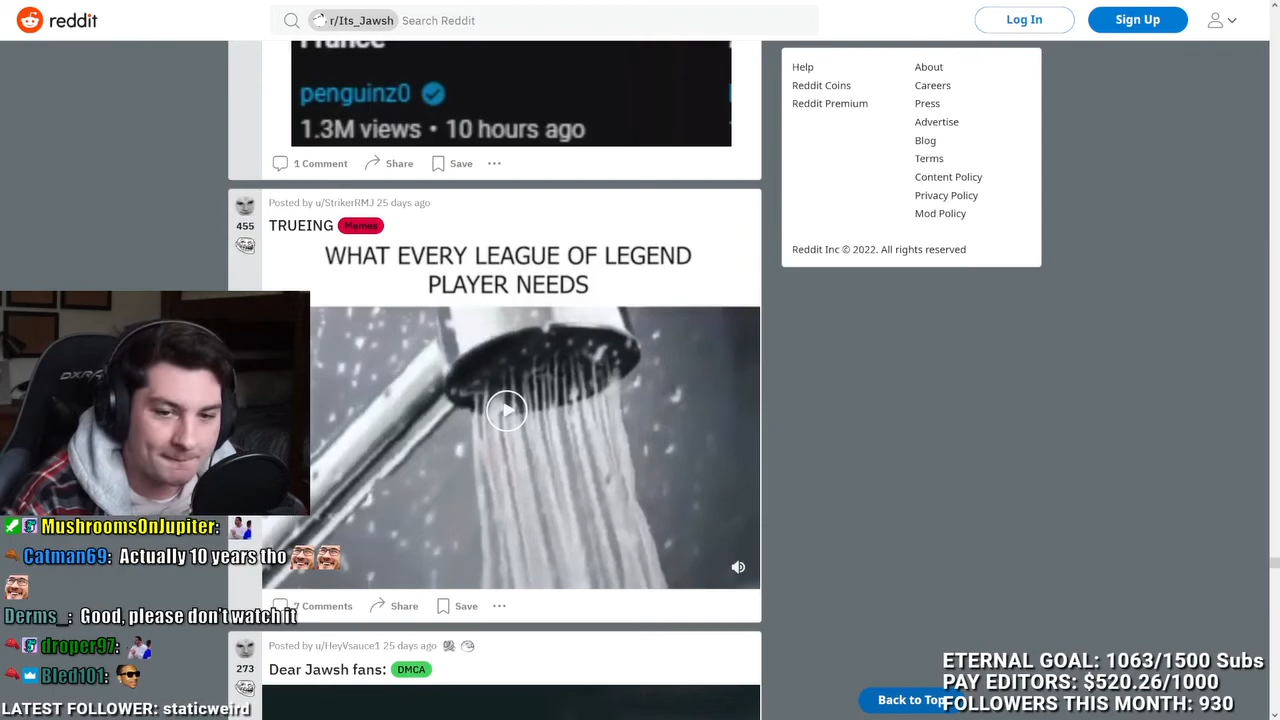 reddit
r/Its_Jawsh Search Reddit
Log In
Sign Up
France
penguinz0
1.3M views • 10 hours ago
1 Comment Share Save
Help
Reddit Coins
Reddit Premium
About
Careers
Press
Advertise
Blog
Terms
Content Policy
Privacy Policy
Mod Policy
Reddit Inc © 2022. All rights reserved
455
Posted by u/StrikerRMJ 25 days ago
TRUEING Memes
WHAT EVERY LEAGUE OF LEGEND
PLAYER NEEDS
DXRA
7 Comments Share Save
MushroomsOnJupiter:
Catman69: Actually 10 years tho
Derms_: Good, please don't watch it
droper97:
Bled101:
LATEST FOLLOWER: staticweird
273
Posted by u/HeyVsauce1 25 days ago
Dear Jawsh fans: DMCA
Back to Top
ETERNAL GOAL: 1063/1500 Subs
PAY EDITORS: $520.26/1000
FOLLOWERS THIS MONTH: 930